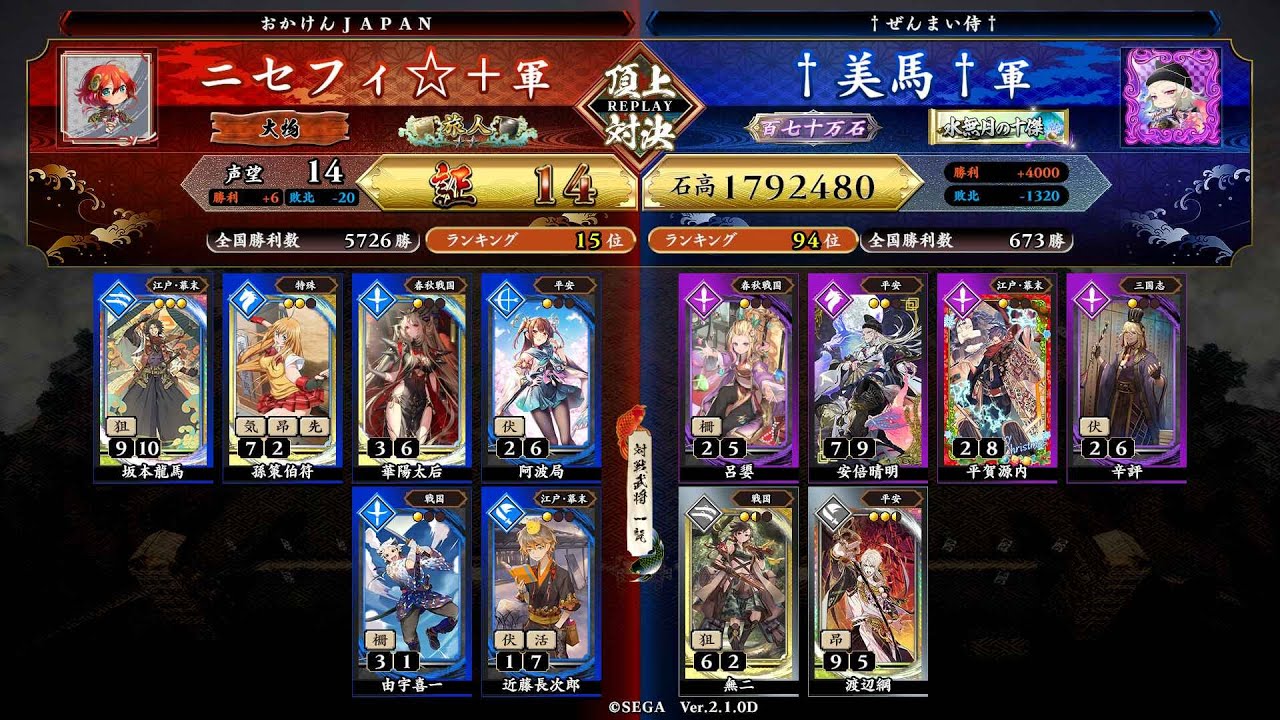 おかけんJAPAN
†ぜんまい侍†
ニセフィ☆＋軍
頂上
REPLAY
対決
†美馬†軍
大将
旅人
百七十万石
水無月の十傑
声望 14
勝利 +6 敗北 -20
証 14
石高 1792480
勝利 +4000
敗北 -1320
全国勝利数 5726勝
ランキング 15位
ランキング 94位
全国勝利数 673勝
江戸・幕末
狙
9 10
坂本龍馬
特殊
気 昂 先
7 2
孫策伯符
春秋戦国
3 6
華陽太后
平安
伏
2 6
阿波局
対戦武将一覧
春秋戦国
柵
2 5
呂嬃
平安
7 9
安倍晴明
江戸・幕末
Christmas
2 8
平賀源内
三国志
伏
2 6
辛評
戦国
柵
3 1
由宇喜一
江戸・幕末
伏 活
1 7
近藤長次郎
戦国
狙
6 2
無二
平安
昂
9 5
渡辺綱
©SEGA Ver.2.1.0D